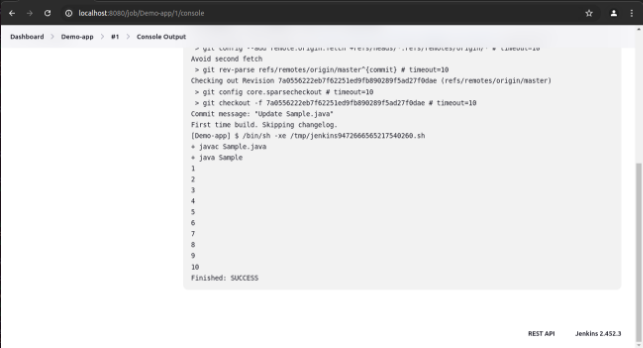 localhost:8080/job/Demo-app/1/console
Dashboard > Demo-app > #1 > Console Output
> git config --add remote.origin.fetch +refs/heads/*:refs/remotes/origin/* # timeout=10
Avoid second fetch
> git rev-parse refs/remotes/origin/master^{commit} # timeout=10
Checking out Revision 7a0556222eb7f62251ed9fb890289f5ad27f0dae (refs/remotes/origin/master)
> git config core.sparsecheckout # timeout=10
> git checkout -f 7a0556222eb7f62251ed9fb890289f5ad27f0dae # timeout=10
Commit message: "Update Sample.java"
First time build. Skipping changelog.
[Demo-app] $ /bin/sh -xe /tmp/jenkins9472666565217540260.sh
+ javac Sample.java
+ java Sample
1
2
3
4
5
6
7
8
9
10
Finished: SUCCESS
REST API
Jenkins 2.452.3